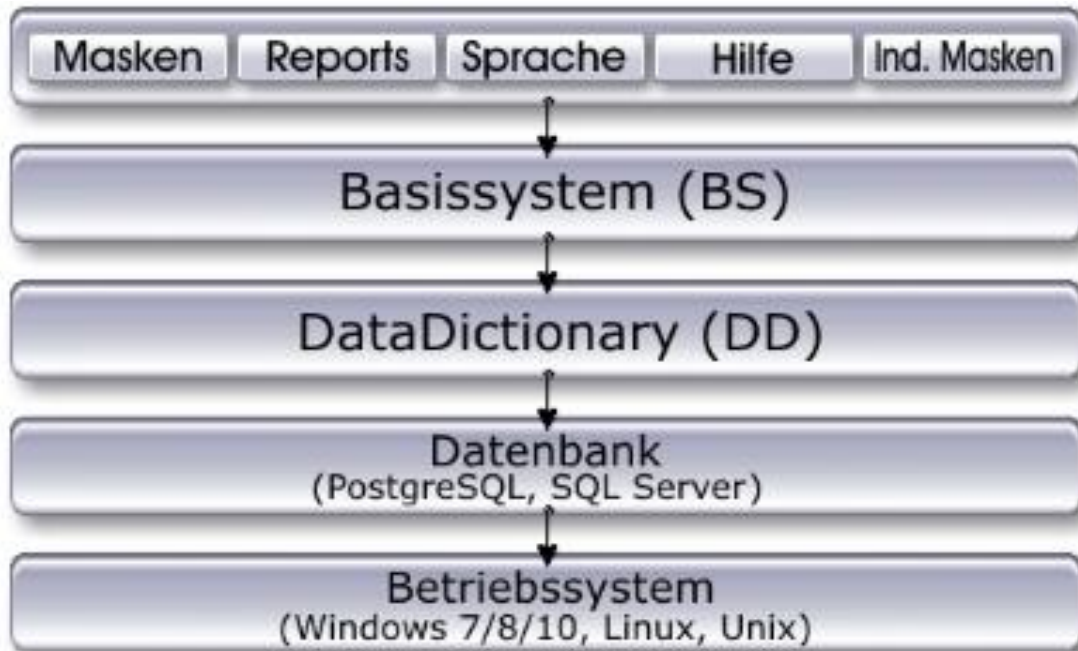 Masken Reports Sprache Hilfe Ind. Masken
Basissystem (BS)
DataDictionary (DD)
Datenbank
(PostgreSQL, SQL Server)
Betriebssystem
(Windows 7/8/10, Linux, Unix)